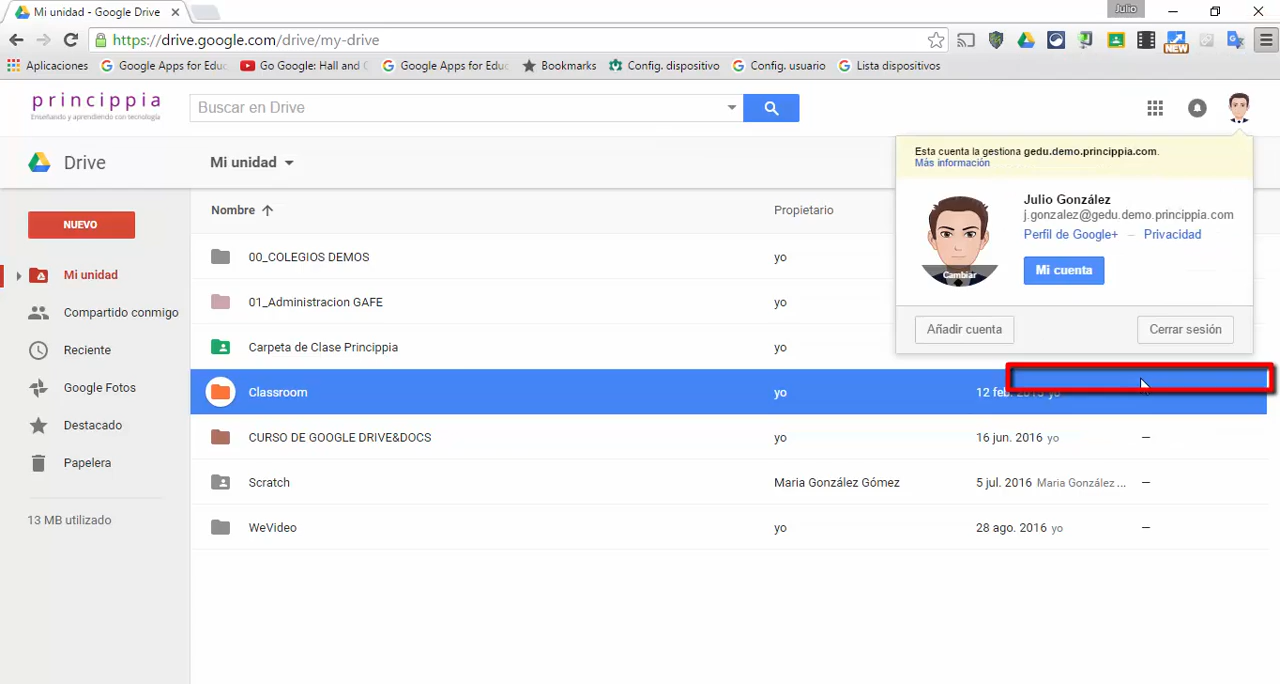 Mi unidad - Google Drive
Julio
https://drive.google.com/drive/my-drive
NEW
Aplicaciones Google Apps for Educ Go Google: Hall and Google Apps for Educ Bookmarks Config. dispositivo Config. usuario Lista dispositivos
princippia
Enseñando y aprendiendo con tecnología
Buscar en Drive
Drive
Mi unidad
Esta cuenta la gestiona gedu.demo.princippia.com.
Más información
Julio González
j.gonzalez@gedu.demo.princippia.com
Perfil de Google+ – Privacidad
Cambiar
Mi cuenta
Añadir cuenta Cerrar sesión
NUEVO
Mi unidad
Compartido conmigo
Reciente
Google Fotos
Destacado
Papelera
13 MB utilizado
Nombre Propietario
00_COLEGIOS DEMOS yo
01_Administracion GAFE yo
Carpeta de Clase Princippia yo
Classroom yo 12 feb. 2015 yo
CURSO DE GOOGLE DRIVE&DOCS yo 16 jun. 2016 yo –
Scratch Maria González Gómez 5 jul. 2016 Maria González ... –
WeVideo yo 28 ago. 2016 yo –